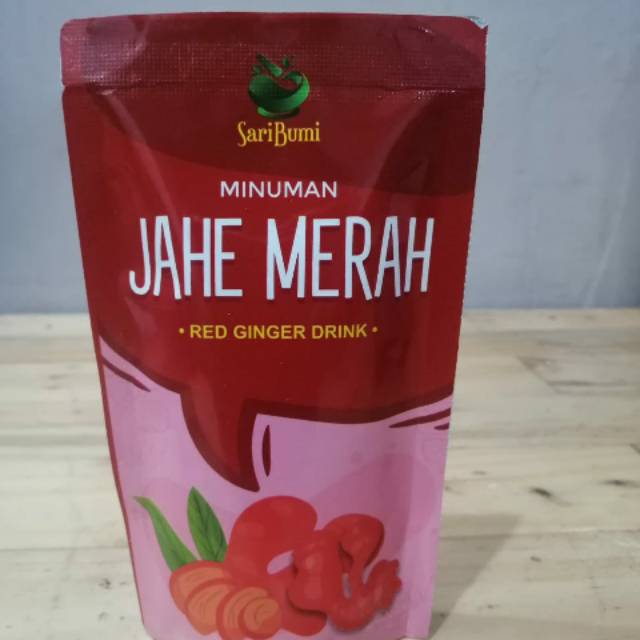 SariBumi
MINUMAN
JAHE MERAH
• RED GINGER DRINK •